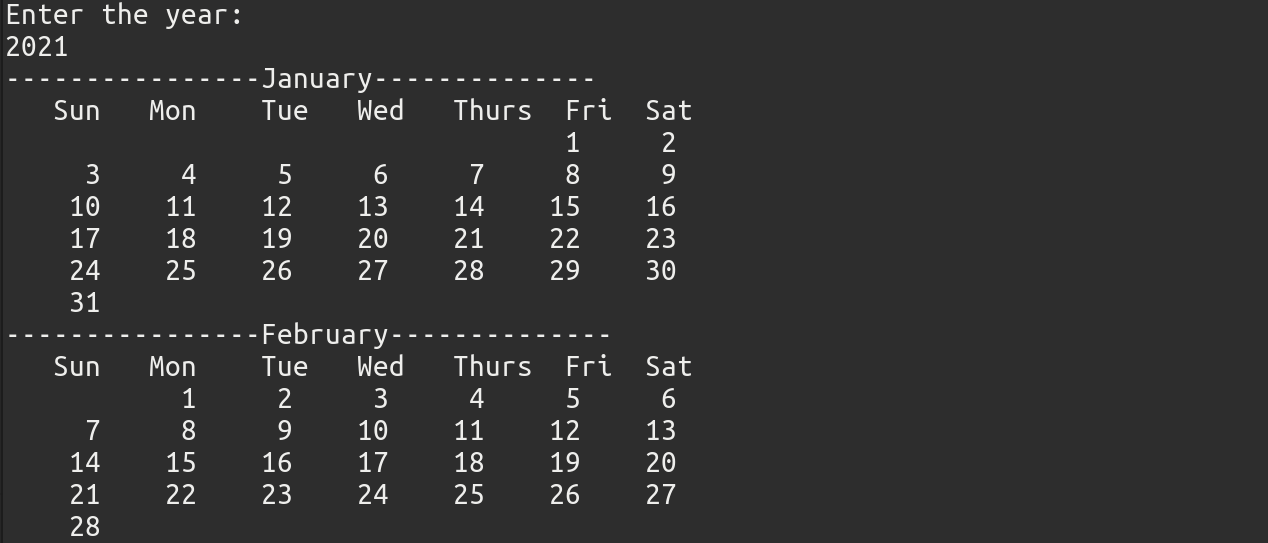 Enter the year:
2021
----------------January--------------
   Sun   Mon    Tue   Wed   Thurs  Fri  Sat
                                   1     2
     3     4     5     6     7     8     9
    10    11    12    13    14    15    16
    17    18    19    20    21    22    23
    24    25    26    27    28    29    30
    31
----------------February--------------
   Sun   Mon    Tue   Wed   Thurs  Fri  Sat
           1     2     3     4     5     6
     7     8     9    10    11    12    13
    14    15    16    17    18    19    20
    21    22    23    24    25    26    27
    28